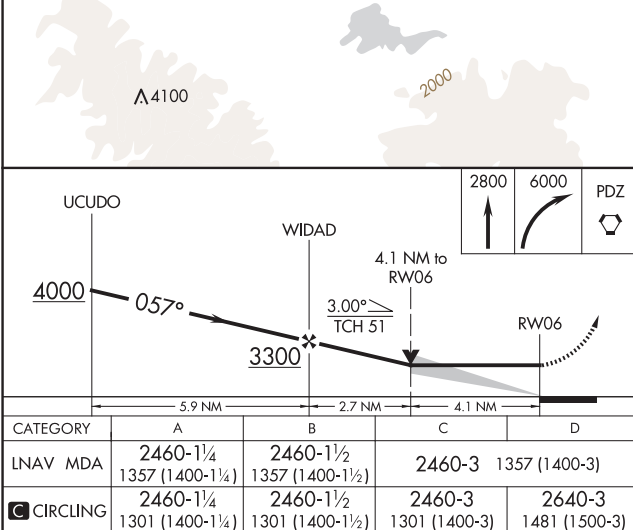 4100
2000
2800 6000 PDZ
UCUDO
WIDAD
4.1 NM to
RW06
4000
057°
3.00°
TCH 51
RW06
3300
5.9 NM 2.7 NM 4.1 NM
CATEGORY A B C D
LNAV MDA 2460-1¼ 2460-1½ 2460-3 1357 (1400-3)
1357 (1400-1¼) 1357 (1400-1½)
C CIRCLING 2460-1¼ 2460-1½ 2460-3 2640-3
1301 (1400-1¼) 1301 (1400-1½) 1301 (1400-3) 1481 (1500-3)